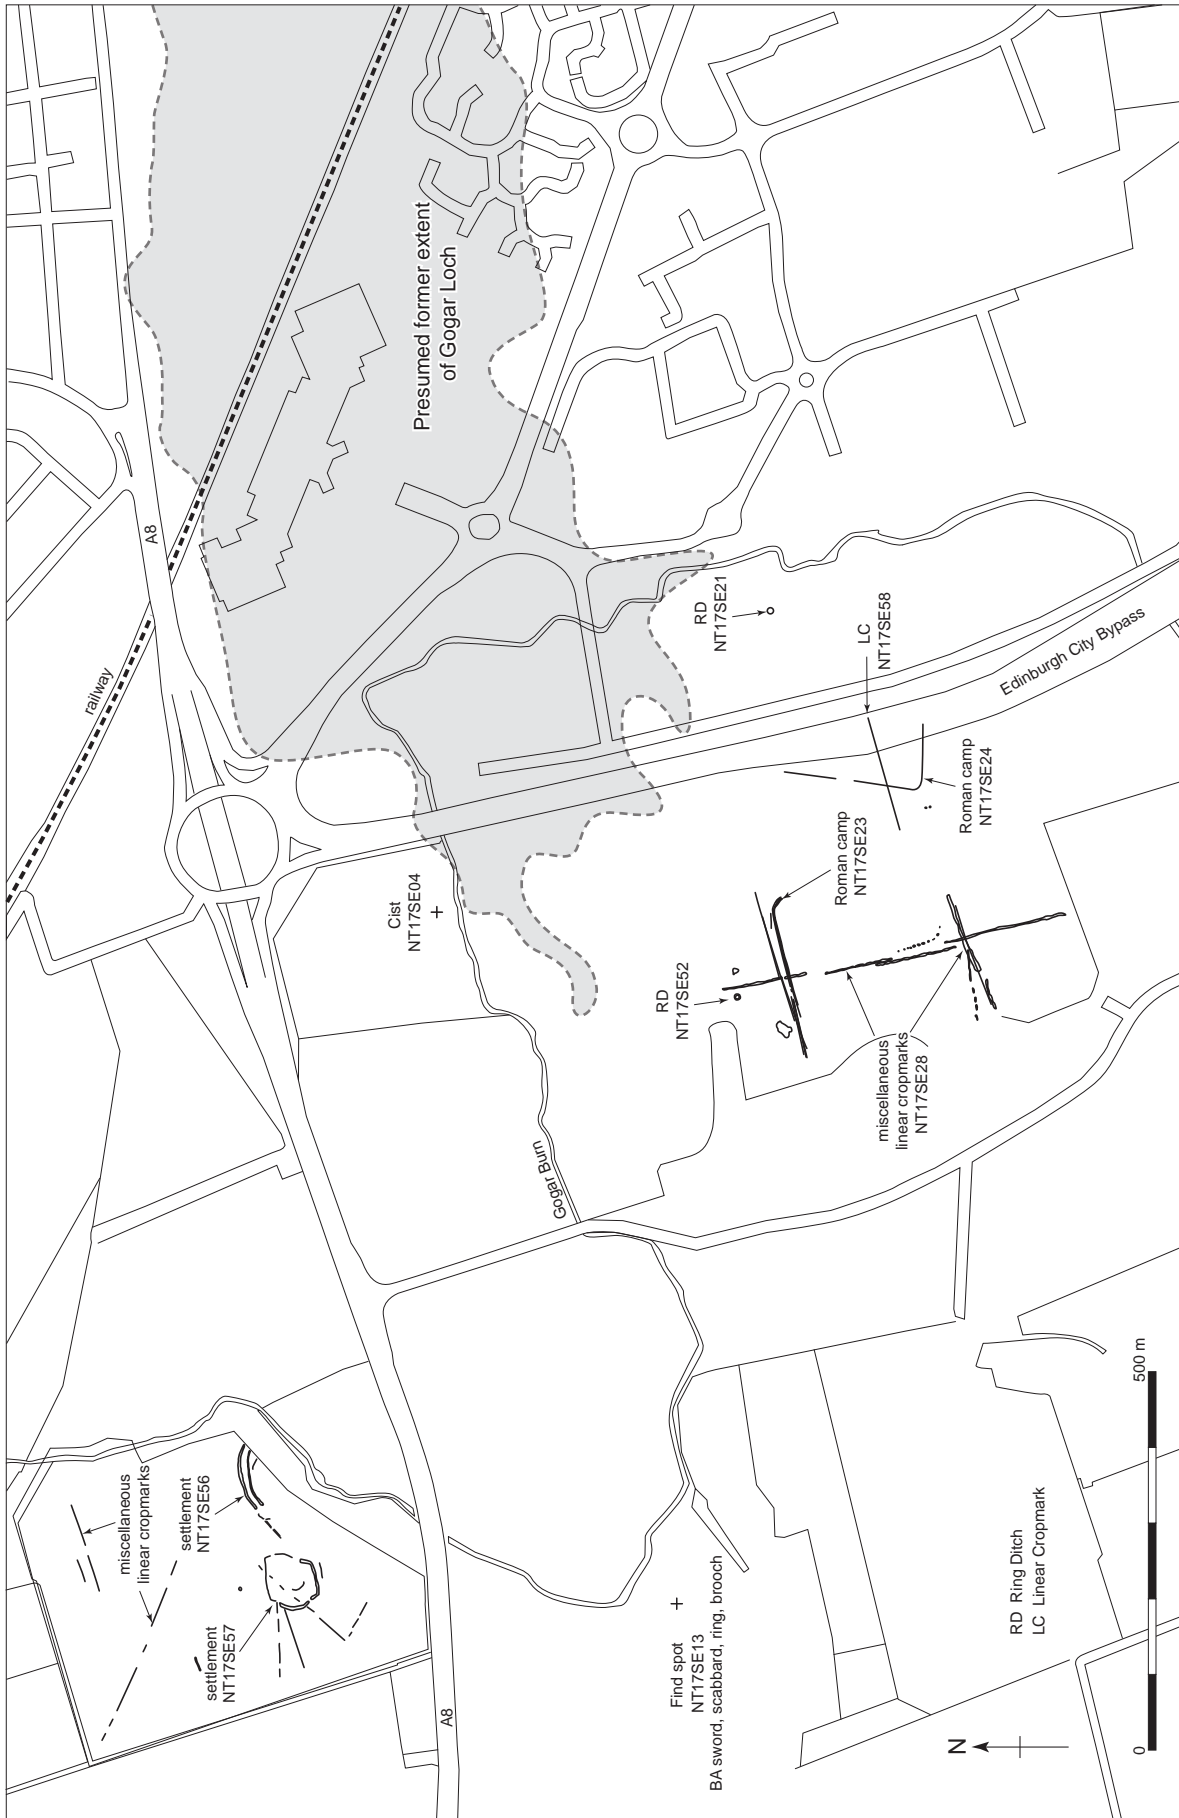 Presumed former extent
of Gogar Loch
A8
railway
RD
NT17SE21
LC
NT17SE58
Edinburgh City Bypass
Roman camp
NT17SE24
Roman camp
NT17SE23
Cist
NT17SE04
RD
NT17SE52
miscellaneous
linear cropmarks
NT17SE28
Gogar Burn
miscellaneous
linear cropmarks
settlement
NT17SE56
settlement
NT17SE57
A8
Find spot
NT17SE13
BA sword, scabbard, ring, brooch
RD Ring Ditch
LC Linear Cropmark
N
0
500 m